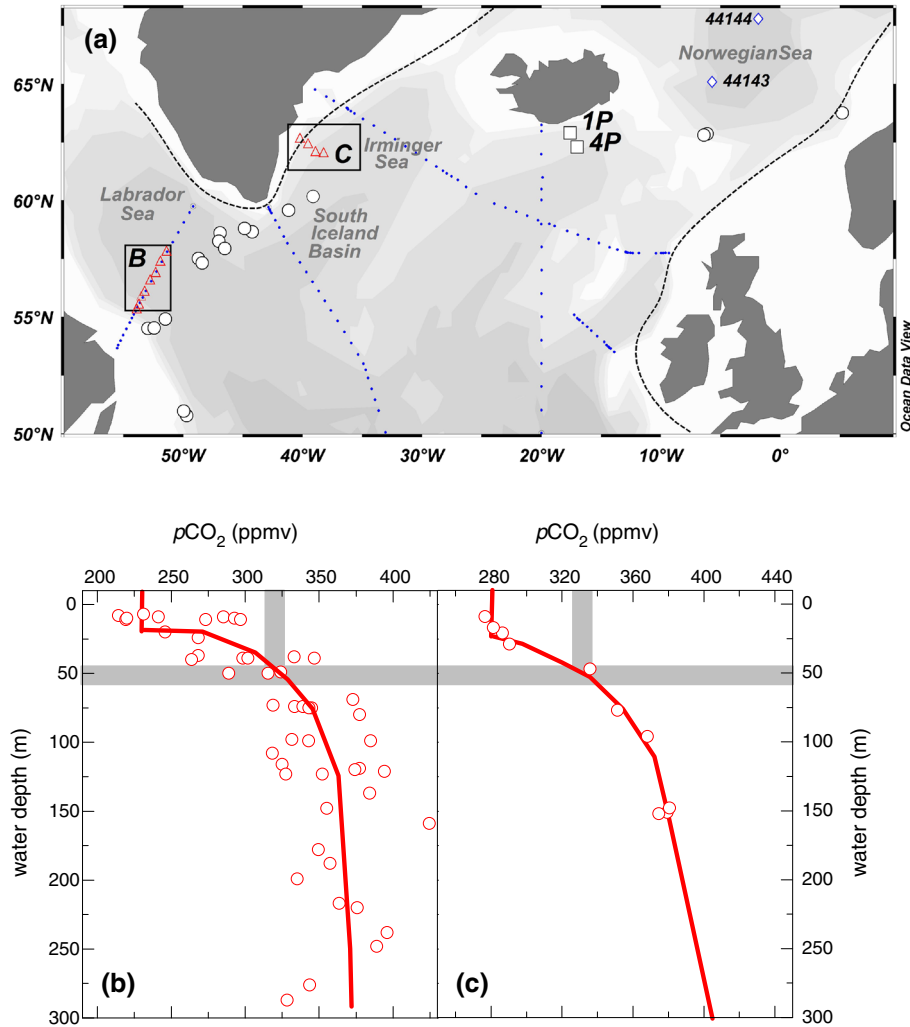 (a)
44144
Norwegian Sea
44143
65°N
1P
4P
C
Irminger
Sea
60°N
Labrador
Sea
South
Iceland
Basin
B
55°N
50°N
50°W
40°W
30°W
20°W
10°W
0°
Ocean Data View
pCO2 (ppmv)
pCO2 (ppmv)
200 250 300 350 400
280 320 360 400 440
0
50
100
150
200
250
300
water depth (m)
(b)
(c)
0
50
100
150
200
250
300
water depth (m)